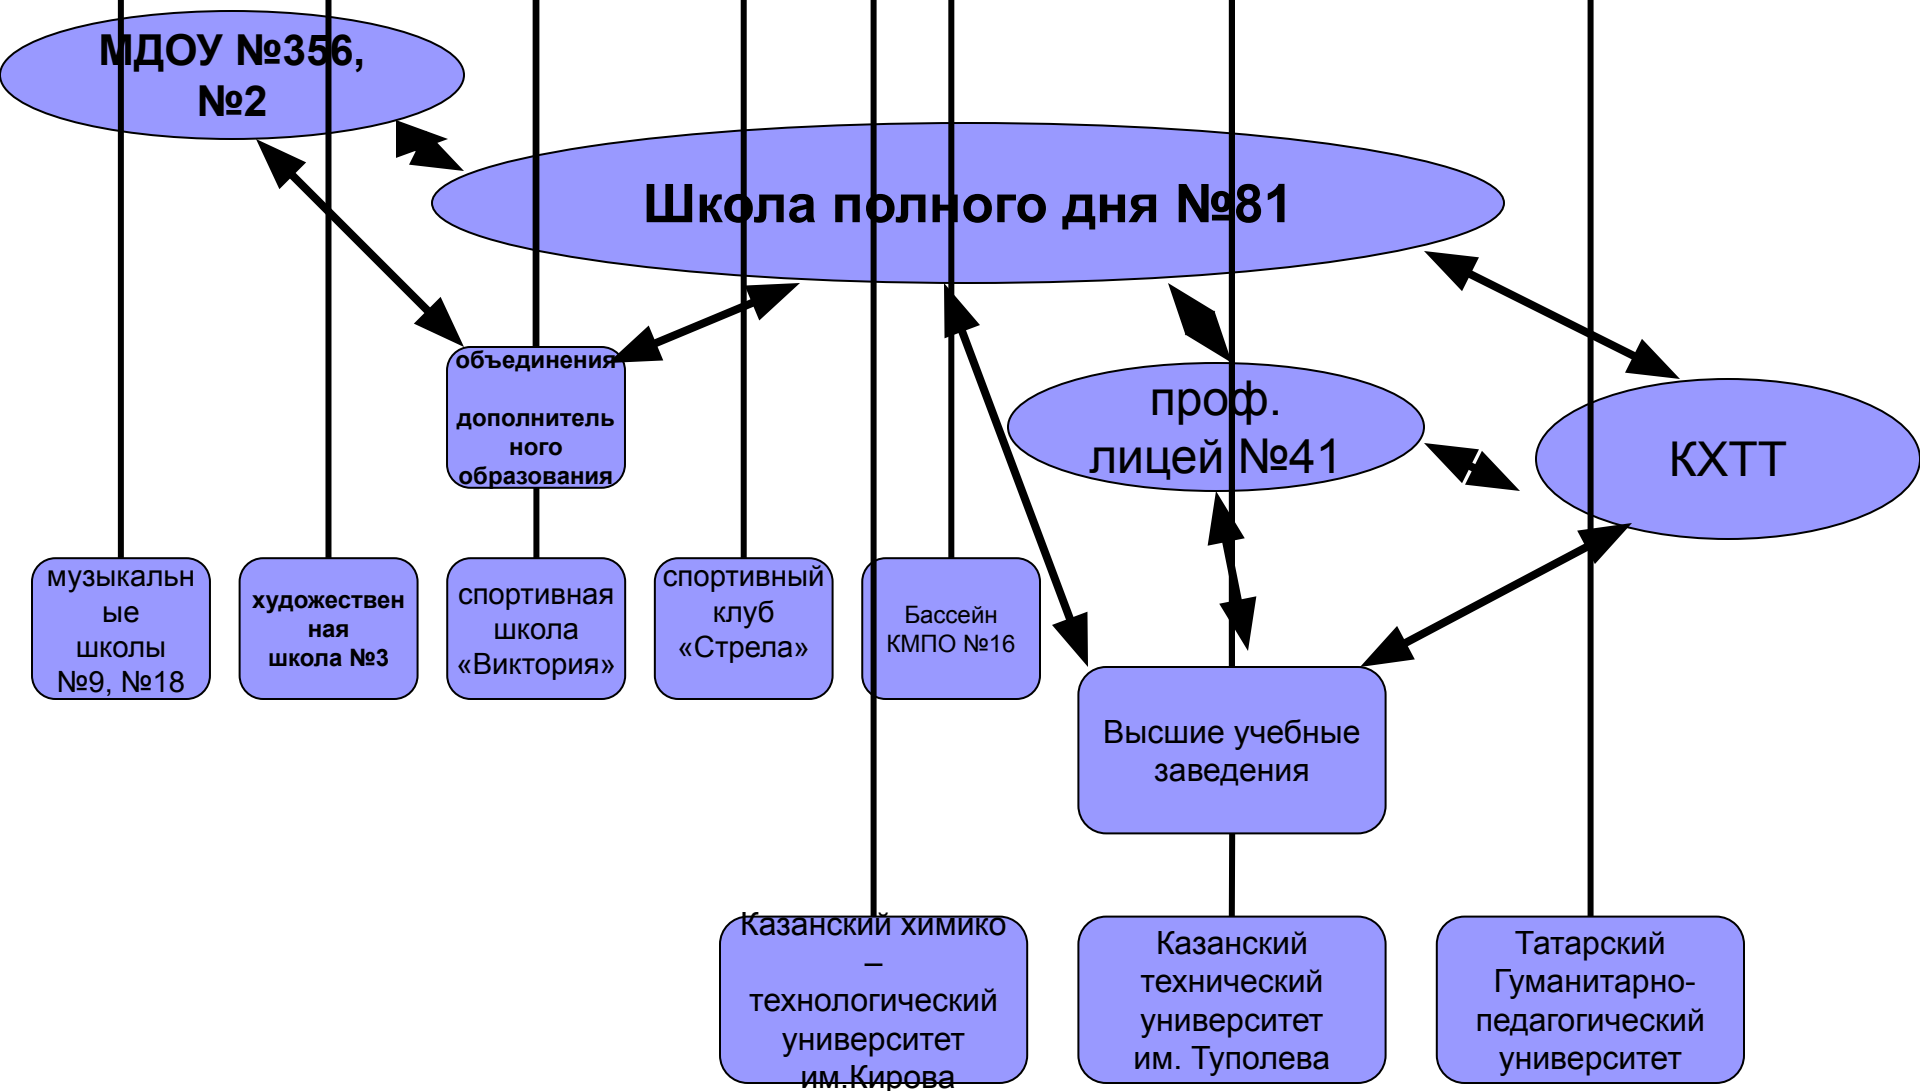 МДОУ №356,
№2
Школа полного дня №81
объединения
дополнитель
ного
образования
проф.
лицей №41
КХТТ
музыкальн
ые
школы
№9, №18
художествен
ная
школа №3
спортивная
школа
«Виктория»
спортивный
клуб
«Стрела»
Бассейн
КМПО №16
Высшие учебные
заведения
Казанский химико
–
технологический
университет
им.Кирова
Казанский
технический
университет
им. Туполева
Татарский
Гуманитарно-
педагогический
университет